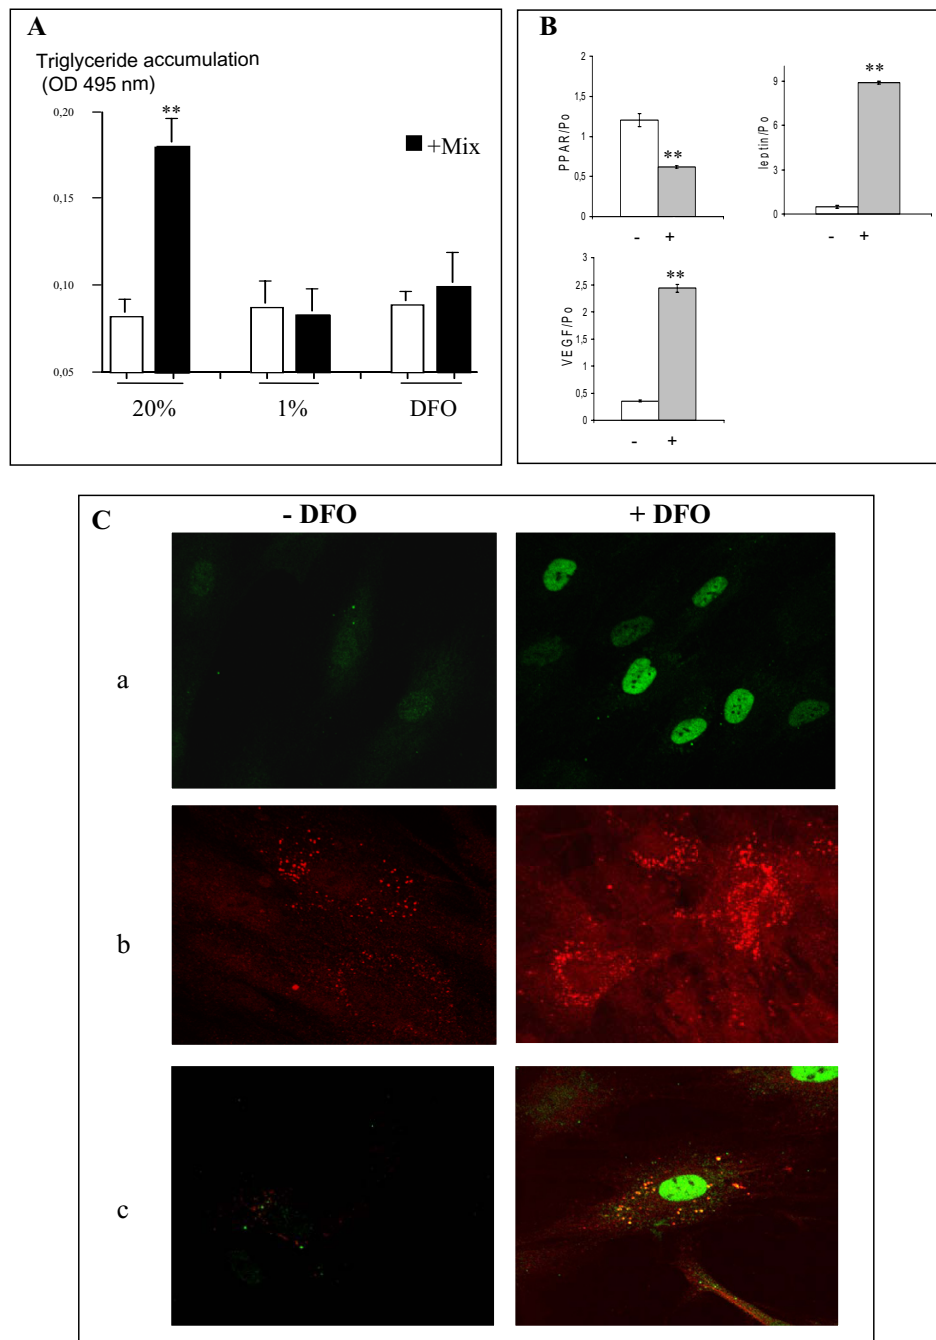 A
Triglyceride accumulation
(OD 495 nm)
0,20
0,15
0,10
0,05
**
+Mix
20%
1%
DFO
B
PPAR/Po
2
1,5
1
0,5
0
**
- +
leptin/Po
9
6
3
0
**
- +
VEGF/Po
3
2,5
2
1,5
1
0,5
0
**
- +
C
- DFO
+ DFO
a
b
c